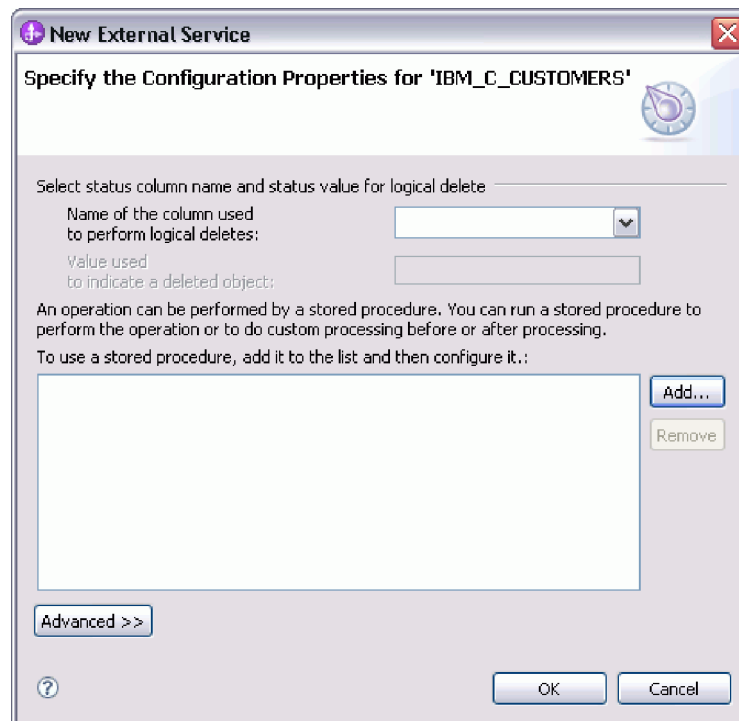 New External Service
Specify the Configuration Properties for 'IBM_C_CUSTOMERS'
Select status column name and status value for logical delete
Name of the column used
to perform logical deletes:
Value used
to indicate a deleted object:
An operation can be performed by a stored procedure. You can run a stored procedure to
perform the operation or to do custom processing before or after processing.
To use a stored procedure, add it to the list and then configure it.:
Add...
Remove
Advanced >>
?
OK
Cancel